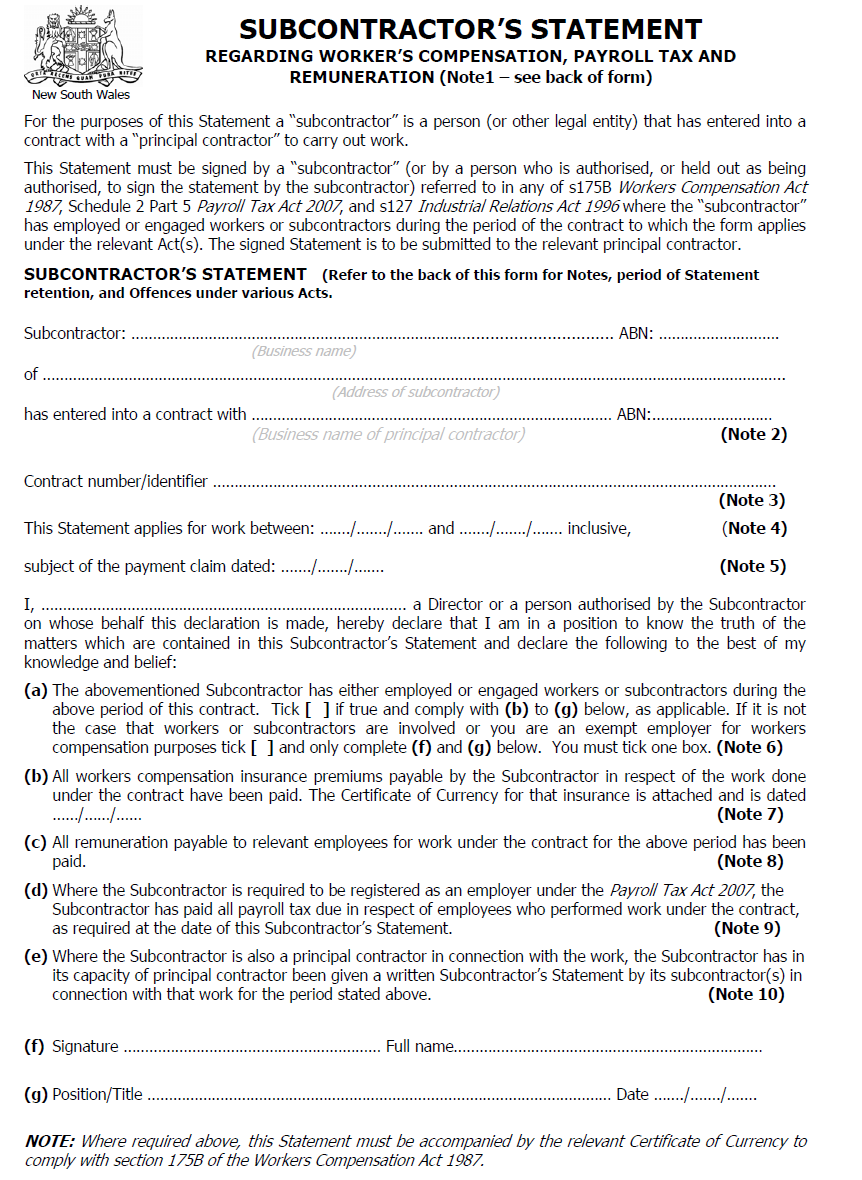 SUBCONTRACTOR'S STATEMENT
REGARDING WORKER'S COMPENSATION, PAYROLL TAX AND
REMUNERATION (Note1 – see back of form)
New South Wales
For the purposes of this Statement a "subcontractor" is a person (or other legal entity) that has entered into a
contract with a "principal contractor" to carry out work.
This Statement must be signed by a "subcontractor" (or by a person who is authorised, or held out as being
authorised, to sign the statement by the subcontractor) referred to in any of s175B Workers Compensation Act
1987, Schedule 2 Part 5 Payroll Tax Act 2007, and s127 Industrial Relations Act 1996 where the "subcontractor"
has employed or engaged workers or subcontractors during the period of the contract to which the form applies
under the relevant Act(s). The signed Statement is to be submitted to the relevant principal contractor.
SUBCONTRACTOR'S STATEMENT (Refer to the back of this form for Notes, period of Statement
retention, and Offences under various Acts.
Subcontractor: ........................................................................ ABN: ............................
(Business name)
of ........................................................................................................................
(Address of subcontractor)
has entered into a contract with ........................................................................ ABN:............................
(Business name of principal contractor) (Note 2)
Contract number/identifier ........................................................................................................................
(Note 3)
This Statement applies for work between: ......./......./....... and ......./......./....... inclusive, (Note 4)
subject of the payment claim dated: ......./......./....... (Note 5)
I, ........................................................................ a Director or a person authorised by the Subcontractor
on whose behalf this declaration is made, hereby declare that I am in a position to know the truth of the
matters which are contained in this Subcontractor's Statement and declare the following to the best of my
knowledge and belief:
(a) The abovementioned Subcontractor has either employed or engaged workers or subcontractors during the
above period of this contract. Tick [ ] if true and comply with (b) to (g) below, as applicable. If it is not
the case that workers or subcontractors are involved or you are an exempt employer for workers
compensation purposes tick [ ] and only complete (f) and (g) below. You must tick one box. (Note 6)
(b) All workers compensation insurance premiums payable by the Subcontractor in respect of the work done
under the contract have been paid. The Certificate of Currency for that insurance is attached and is dated
....../....../...... (Note 7)
(c) All remuneration payable to relevant employees for work under the contract for the above period has been
paid. (Note 8)
(d) Where the Subcontractor is required to be registered as an employer under the Payroll Tax Act 2007, the
Subcontractor has paid all payroll tax due in respect of employees who performed work under the contract,
as required at the date of this Subcontractor's Statement. (Note 9)
(e) Where the Subcontractor is also a principal contractor in connection with the work, the Subcontractor has in
its capacity of principal contractor been given a written Subcontractor's Statement by its subcontractor(s) in
connection with that work for the period stated above. (Note 10)
(f) Signature ............................................................ Full name........................................................................
(g) Position/Title ........................................................................ Date ......./......./.......
NOTE: Where required above, this Statement must be accompanied by the relevant Certificate of Currency to
comply with section 175B of the Workers Compensation Act 1987.